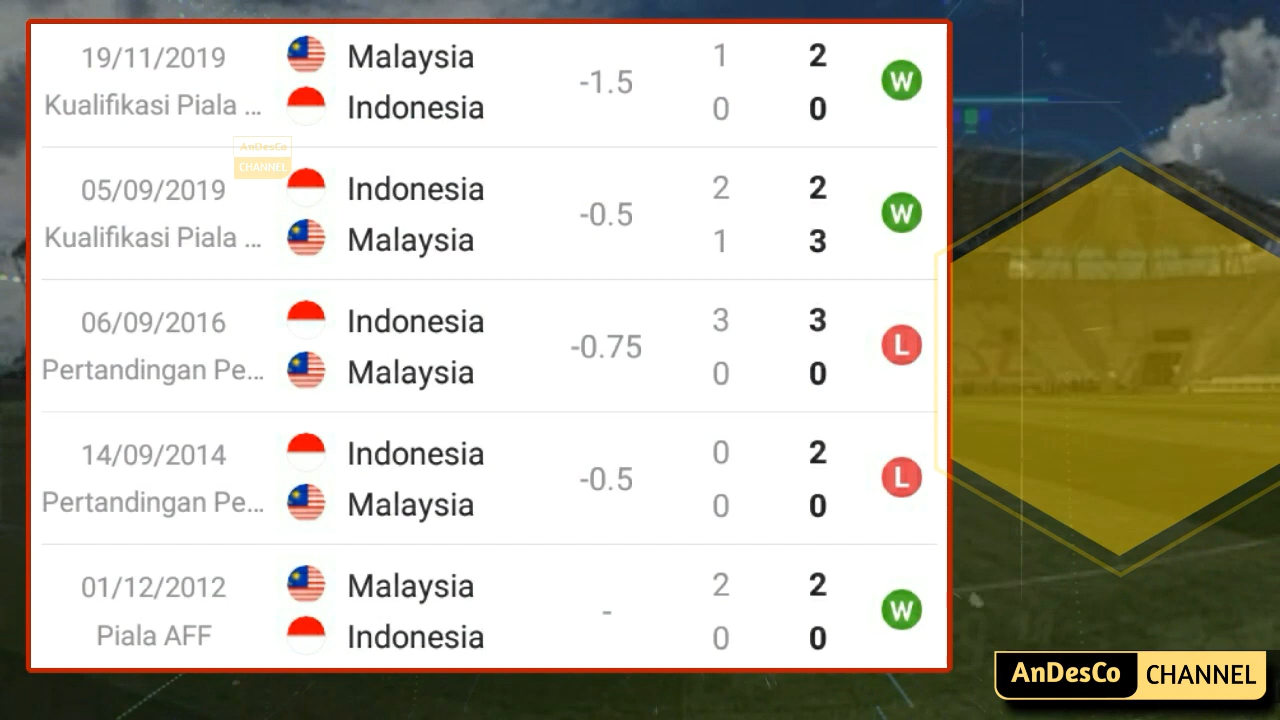 19/11/2019 Malaysia 1 2
-1.5 W
Kualifikasi Piala ... Indonesia 0 0
AnDesCo
CHANNEL
05/09/2019 Indonesia 2 2
-0.5 W
Kualifikasi Piala ... Malaysia 1 3
06/09/2016 Indonesia 3 3
-0.75 L
Pertandingan Pe... Malaysia 0 0
14/09/2014 Indonesia 0 2
-0.5 L
Pertandingan Pe... Malaysia 0 0
01/12/2012 Malaysia 2 2
- W
Piala AFF Indonesia 0 0
AnDesCo CHANNEL